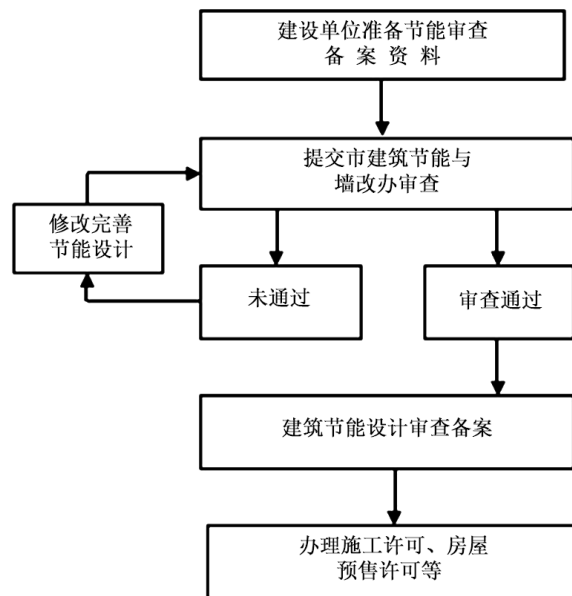 建设单位准备节能审查
备 案 资 料
提交市建筑节能与
墙改办审查
修改完善
节能设计
未通过
审查通过
建筑节能设计审查备案
办理施工许可、房屋
预售许可等